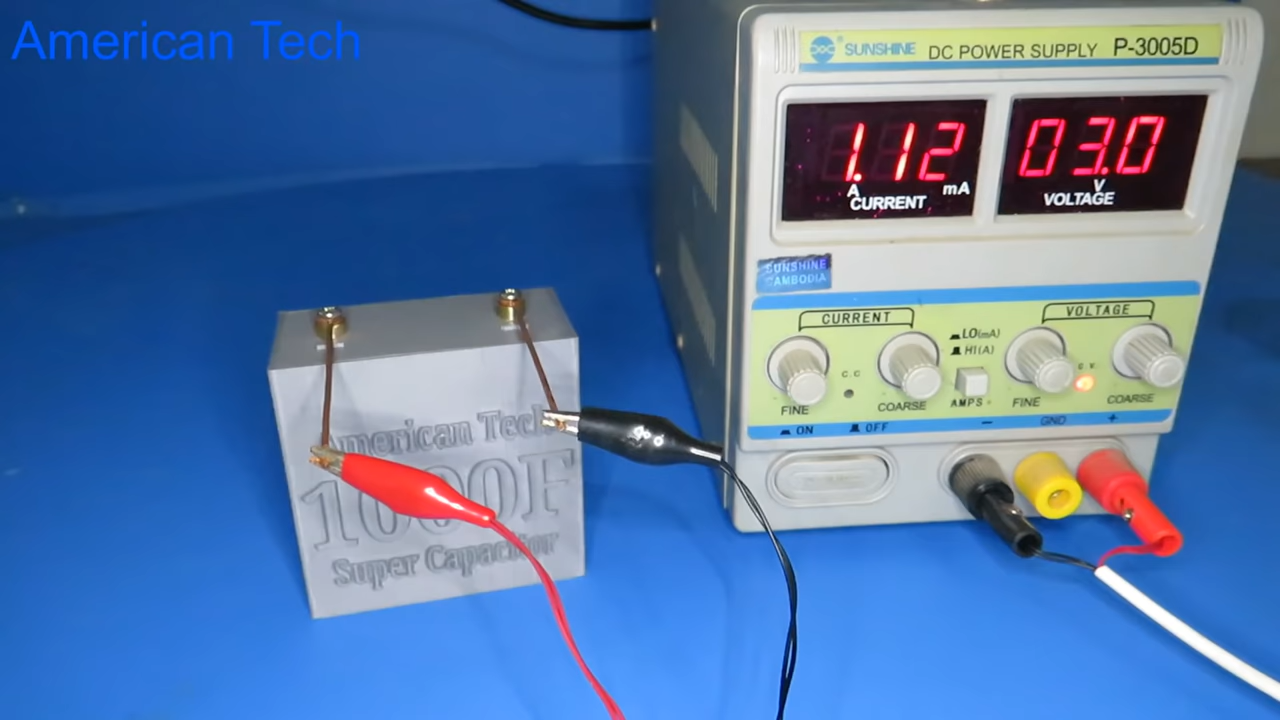 American Tech
SUNSHINE DC POWER SUPPLY P-3005D
1.12
A mA
CURRENT
03.0
V
VOLTAGE
SUNSHINE
CAMBODIA
CURRENT
VOLTAGE
LO(mA)
HI(A)
C.C
C.V
FINE
COARSE
AMPS
FINE
COARSE
ON
OFF
−
GND
+
American Tech
1000F
Super Capacitor